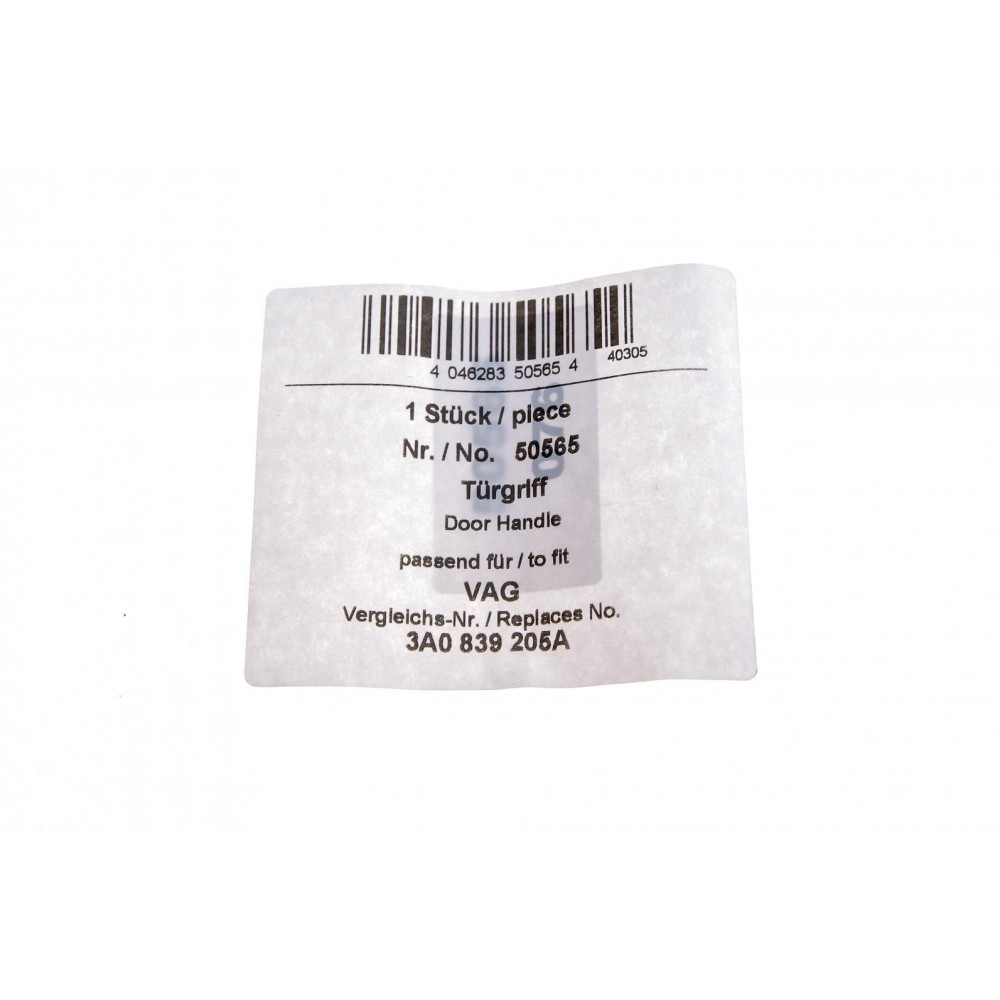 4 046283 50565 4 40305
1 Stück / piece
Nr. / No. 50565
Türgriff
Door Handle
passend für / to fit
VAG
Vergleichs-Nr. / Replaces No.
3A0 839 205A
076